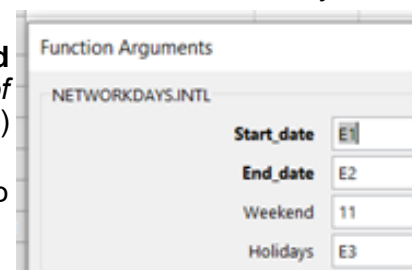 Function Arguments
NETWORKDAYS.INTL
Start_date E1
End_date E2
Weekend 11
Holidays E3